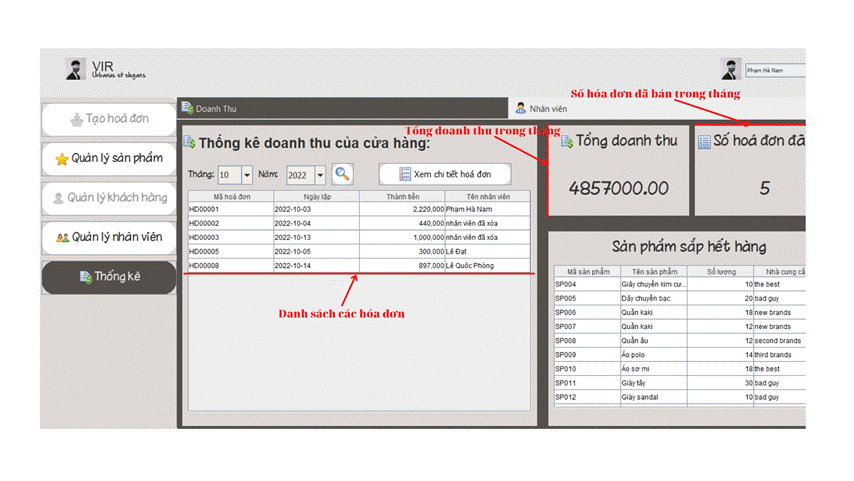 VIR
Urbanus et elegans
Phạm Hà Nam
Số hóa đơn đã bán trong tháng
Doanh Thu
Nhân viên
Tạo hoá đơn
Quản lý sản phẩm
Quản lý khách hàng
Quản lý nhân viên
Thống kê
Tổng doanh thu trong tháng
Thống kê doanh thu của cửa hàng:
Tháng: 10 Năm: 2022 Xem chi tiết hoá đơn
Mã hoá đơn Ngày lập Thành tiền Tên nhân viên
HD00001 2022-10-03 2,220,000 Phạm Hà Nam
HD00002 2022-10-04 440,000 nhân viên đã xóa
HD00003 2022-10-13 1,000,000 nhân viên đã xóa
HD00005 2022-10-05 300,000 Lê Đạt
HD00008 2022-10-14 897,000 Lê Quốc Phòng
Danh sách các hóa đơn
Tổng doanh thu
4857000.00
Số hoá đơn đã
5
Sản phẩm sắp hết hàng
Mã sản phẩm Tên sản phẩm Số lượng Nhà cung cấ
SP004 Giây chuyền kim cư... 10 the best
SP005 Dây chuyền bạc 20 bad guy
SP006 Quần kaki 18 new brands
SP007 Quần kaki 12 new brands
SP008 Quần âu 12 second brands
SP009 Áo polo 14 third brands
SP010 Áo sơ mi 18 the best
SP011 Giày tây 30 bad guy
SP012 Giày sandal 10 bad guy